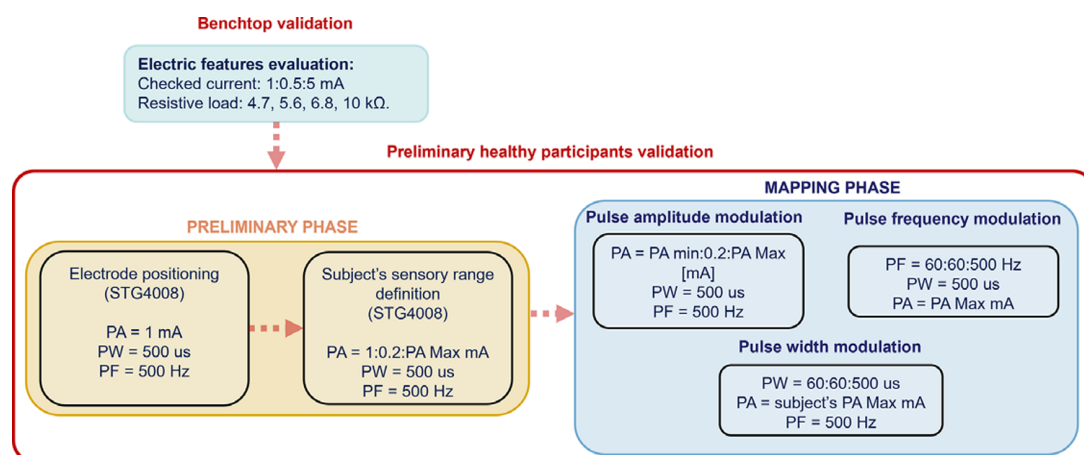 Benchtop validation
Electric features evaluation:
Checked current: 1:0.5:5 mA
Resistive load: 4.7, 5.6, 6.8, 10 kΩ.
Preliminary healthy participants validation
PRELIMINARY PHASE
Electrode positioning
(STG4008)
PA = 1 mA
PW = 500 us
PF = 500 Hz
Subject's sensory range
definition
(STG4008)
PA = 1:0.2:PA Max mA
PW = 500 us
PF = 500 Hz
MAPPING PHASE
Pulse amplitude modulation
PA = PA min:0.2:PA Max
[mA]
PW = 500 us
PF = 500 Hz
Pulse frequency modulation
PF = 60:60:500 Hz
PW = 500 us
PA = PA Max mA
Pulse width modulation
PW = 60:60:500 us
PA = subject's PA Max mA
PF = 500 Hz